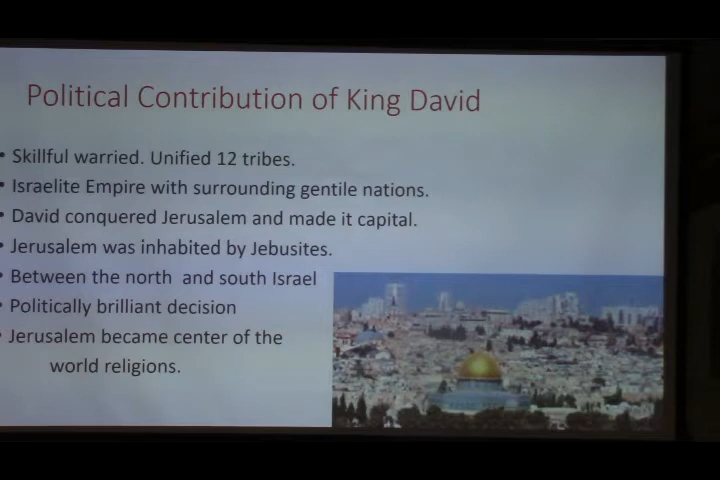 Political Contribution of King David
• Skillful warried. Unified 12 tribes.
• Israelite Empire with surrounding gentile nations.
• David conquered Jerusalem and made it capital.
• Jerusalem was inhabited by Jebusites.
• Between the north and south Israel
• Politically brilliant decision
• Jerusalem became center of the
world religions.